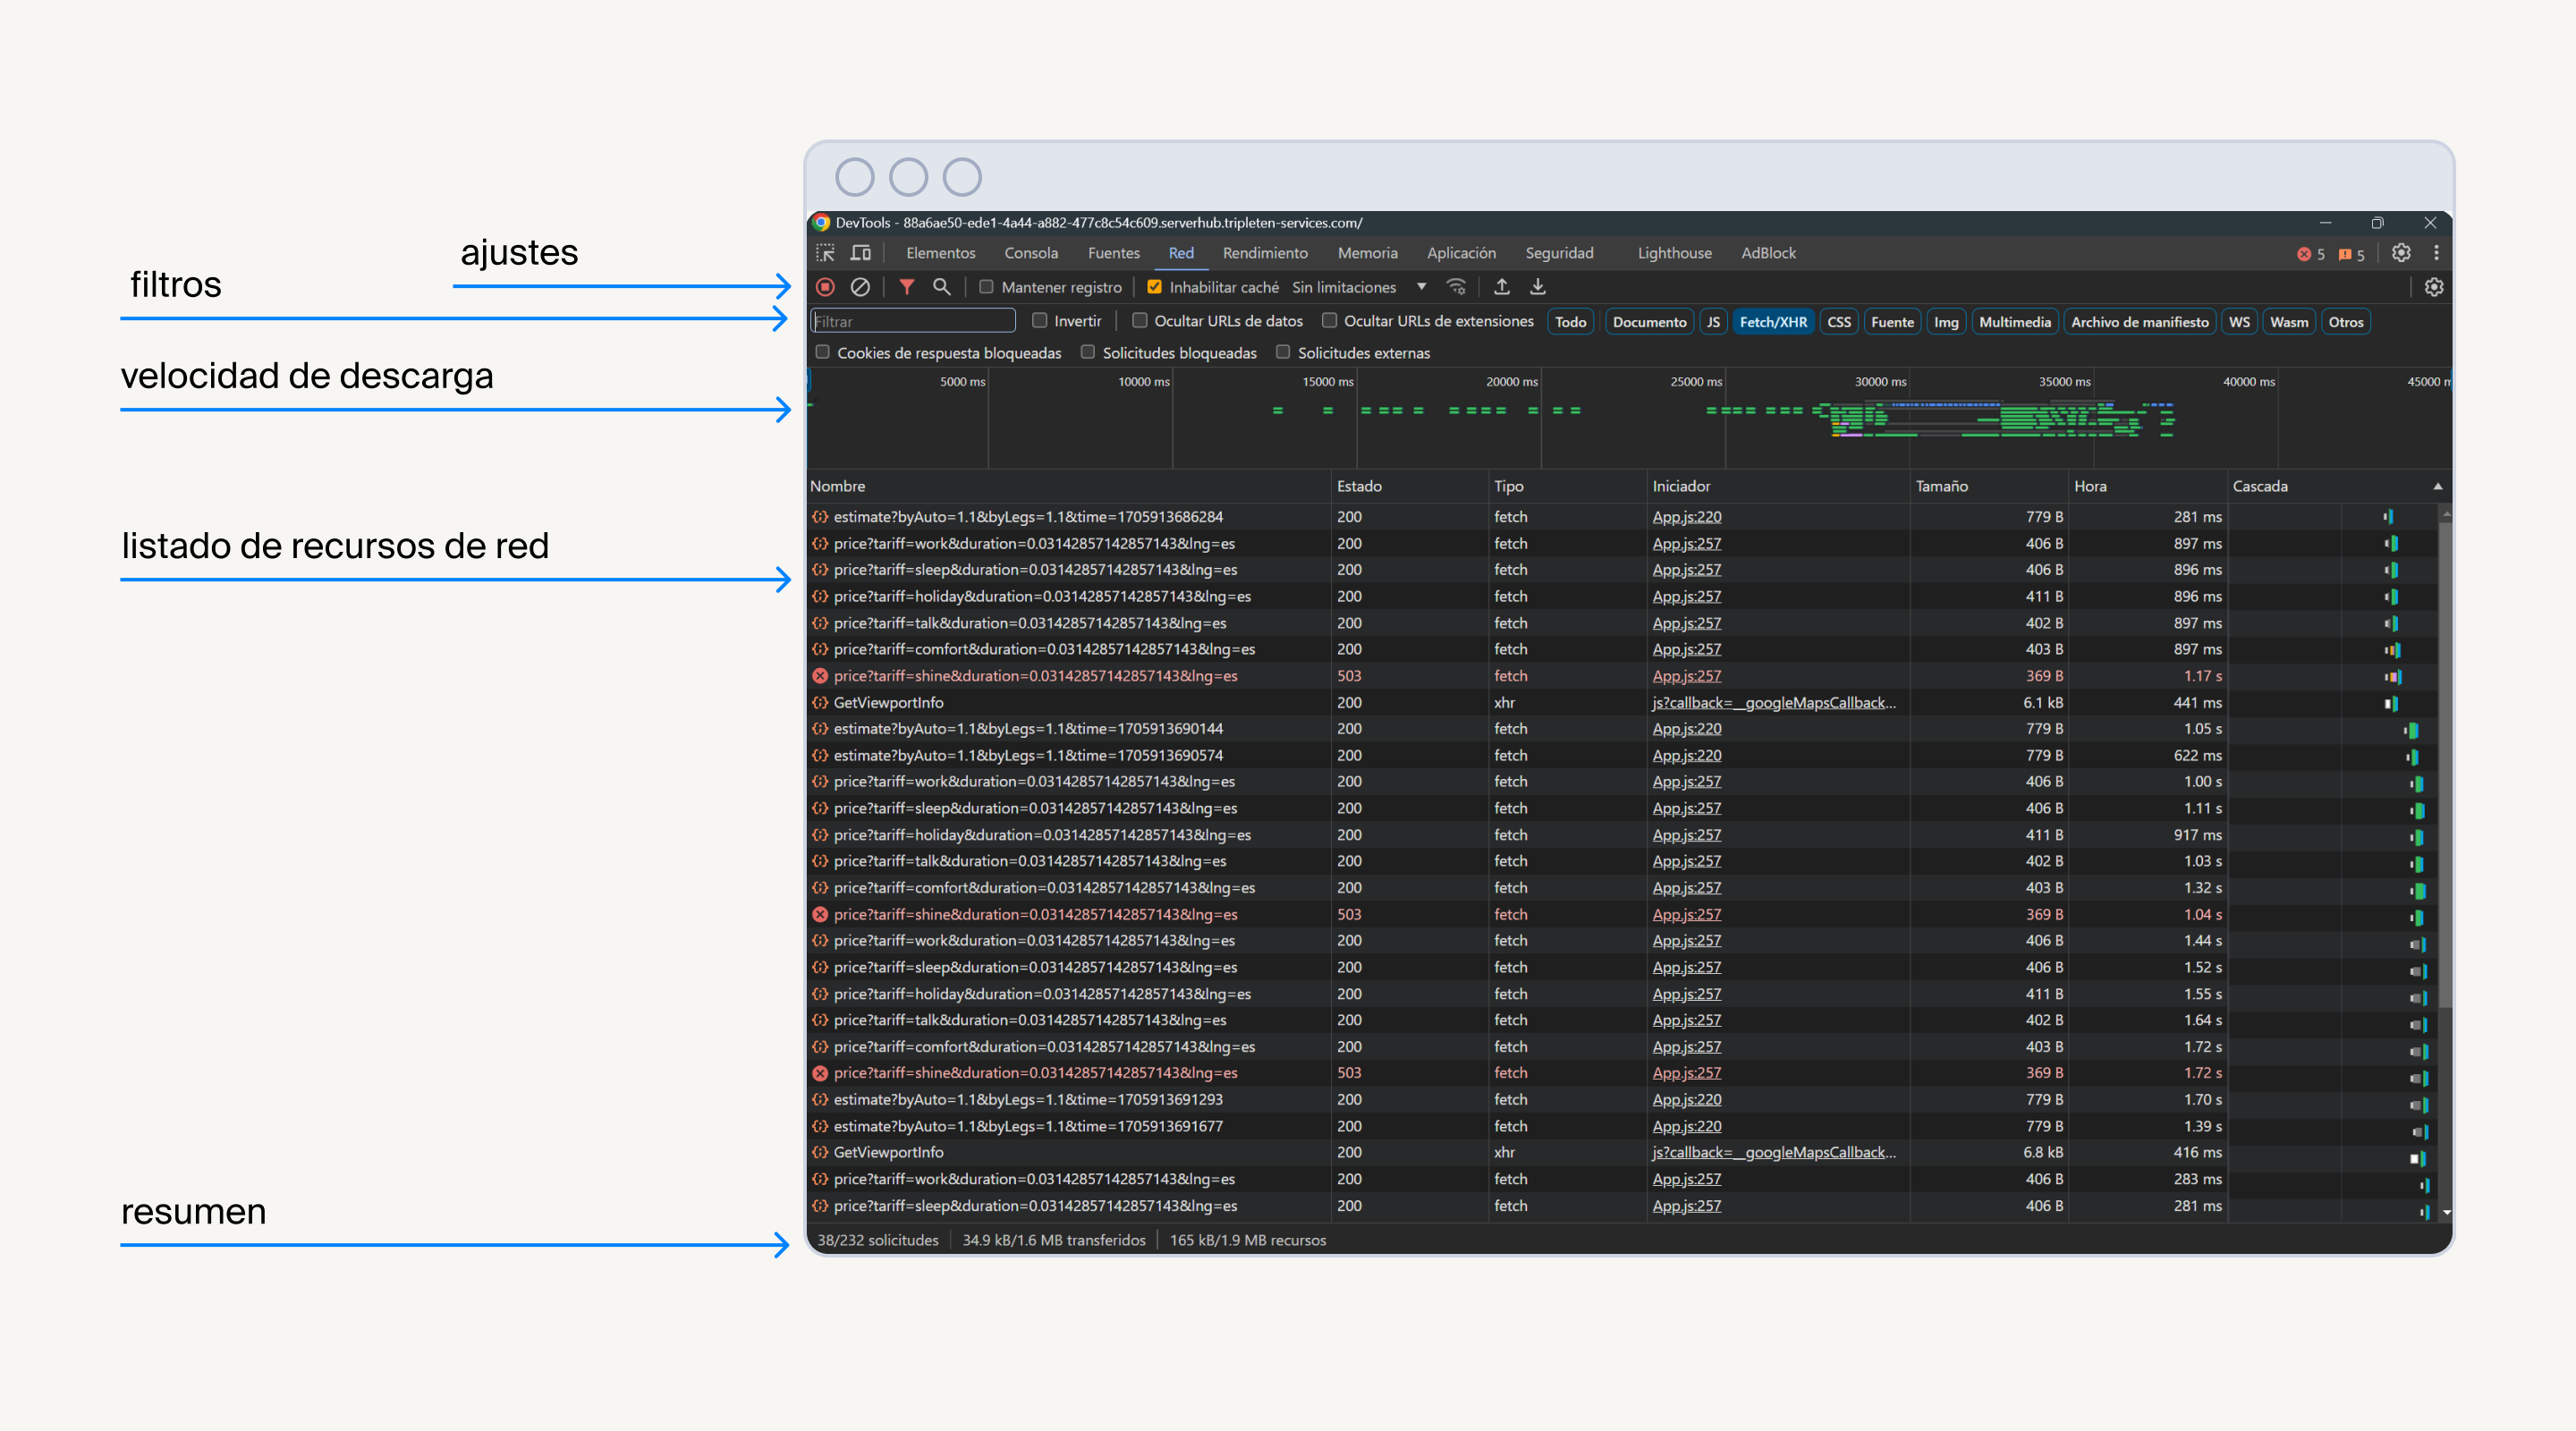 DevTools - 88a6ae50-ede1-4a44-a882-477c8c54c609.serverhub.tripleten-services.com/
ajustes
filtros
velocidad de descarga
listado de recursos de red
resumen
Elementos Consola Fuentes Red Rendimiento Memoria Aplicación Seguridad Lighthouse AdBlock 5 5
Mantener registro Inhabilitar caché Sin limitaciones
Filtrar Invertir Ocultar URLs de datos Ocultar URLs de extensiones Todo Documento JS Fetch/XHR CSS Fuente Img Multimedia Archivo de manifiesto WS Wasm Otros
Cookies de respuesta bloqueadas Solicitudes bloqueadas Solicitudes externas
5000 ms 10000 ms 15000 ms 20000 ms 25000 ms 30000 ms 35000 ms 40000 ms 45000 m
Nombre Estado Tipo Iniciador Tamaño Hora Cascada
estimate?byAuto=1.1&byLegs=1.1&time=1705913686284 200 fetch App.js:220 779 B 281 ms
price?tariff=work&duration=0.03142857142857143&lng=es 200 fetch App.js:257 406 B 897 ms
price?tariff=sleep&duration=0.03142857142857143&lng=es 200 fetch App.js:257 406 B 896 ms
price?tariff=holiday&duration=0.03142857142857143&lng=es 200 fetch App.js:257 411 B 896 ms
price?tariff=talk&duration=0.03142857142857143&lng=es 200 fetch App.js:257 402 B 897 ms
price?tariff=comfort&duration=0.03142857142857143&lng=es 200 fetch App.js:257 403 B 897 ms
price?tariff=shine&duration=0.03142857142857143&lng=es 503 fetch App.js:257 369 B 1.17 s
GetViewportInfo 200 xhr js?callback=__googleMapsCallback... 6.1 kB 441 ms
estimate?byAuto=1.1&byLegs=1.1&time=1705913690144 200 fetch App.js:220 779 B 1.05 s
estimate?byAuto=1.1&byLegs=1.1&time=1705913690574 200 fetch App.js:220 779 B 622 ms
price?tariff=work&duration=0.03142857142857143&lng=es 200 fetch App.js:257 406 B 1.00 s
price?tariff=sleep&duration=0.03142857142857143&lng=es 200 fetch App.js:257 406 B 1.11 s
price?tariff=holiday&duration=0.03142857142857143&lng=es 200 fetch App.js:257 411 B 917 ms
price?tariff=talk&duration=0.03142857142857143&lng=es 200 fetch App.js:257 402 B 1.03 s
price?tariff=comfort&duration=0.03142857142857143&lng=es 200 fetch App.js:257 403 B 1.32 s
price?tariff=shine&duration=0.03142857142857143&lng=es 503 fetch App.js:257 369 B 1.04 s
price?tariff=work&duration=0.03142857142857143&lng=es 200 fetch App.js:257 406 B 1.44 s
price?tariff=sleep&duration=0.03142857142857143&lng=es 200 fetch App.js:257 406 B 1.52 s
price?tariff=holiday&duration=0.03142857142857143&lng=es 200 fetch App.js:257 411 B 1.55 s
price?tariff=talk&duration=0.03142857142857143&lng=es 200 fetch App.js:257 402 B 1.64 s
price?tariff=comfort&duration=0.03142857142857143&lng=es 200 fetch App.js:257 403 B 1.72 s
price?tariff=shine&duration=0.03142857142857143&lng=es 503 fetch App.js:257 369 B 1.72 s
estimate?byAuto=1.1&byLegs=1.1&time=1705913691293 200 fetch App.js:220 779 B 1.70 s
estimate?byAuto=1.1&byLegs=1.1&time=1705913691677 200 fetch App.js:220 779 B 1.39 s
GetViewportInfo 200 xhr js?callback=__googleMapsCallback... 6.8 kB 416 ms
price?tariff=work&duration=0.03142857142857143&lng=es 200 fetch App.js:257 406 B 283 ms
price?tariff=sleep&duration=0.03142857142857143&lng=es 200 fetch App.js:257 406 B 281 ms
38/232 solicitudes 34.9 kB/1.6 MB transferidos 165 kB/1.9 MB recursos